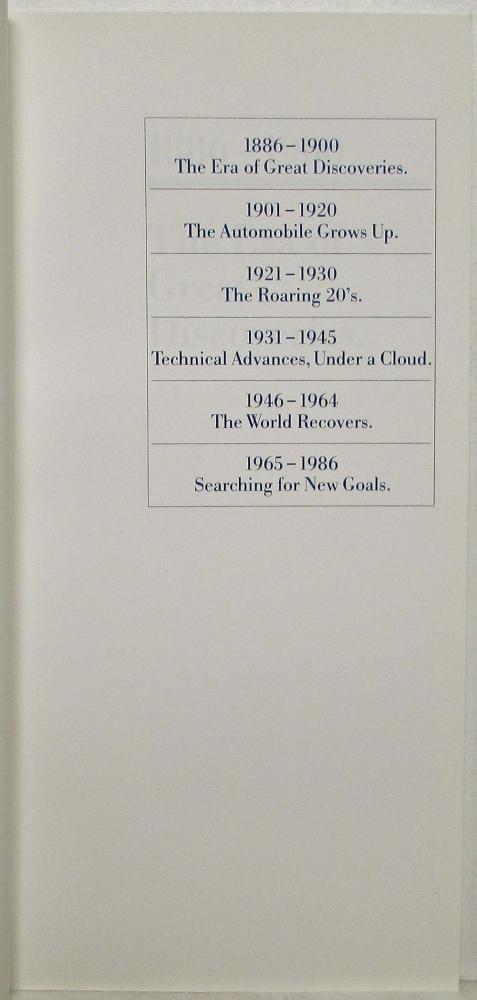 1886–1900
The Era of Great Discoveries.
1901–1920
The Automobile Grows Up.
1921–1930
The Roaring 20's.
1931–1945
Technical Advances, Under a Cloud.
1946–1964
The World Recovers.
1965–1986
Searching for New Goals.